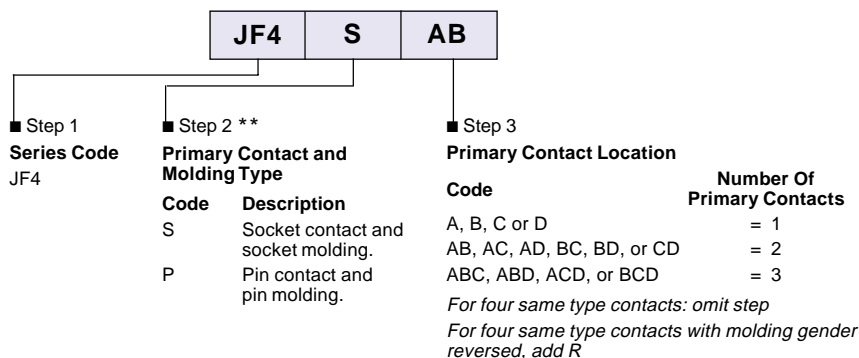 JF4 S AB
■ Step 1
Series Code
JF4
■ Step 2 **
Primary Contact and
Molding Type
Code Description
S Socket contact and
socket molding.
P Pin contact and
pin molding.
■ Step 3
Primary Contact Location
Code Number Of
Primary Contacts
A, B, C or D = 1
AB, AC, AD, BC, BD, or CD = 2
ABC, ABD, ACD, or BCD = 3
For four same type contacts: omit step
For four same type contacts with molding gender
reversed, add R